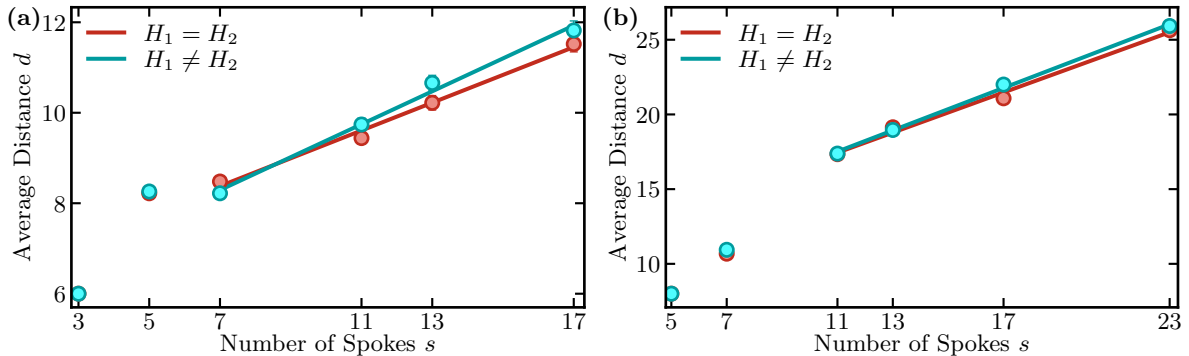 (a)
H₁ = H₂
H₁ ≠ H₂
Average Distance d
12
10
8
6
3 5 7 11 13 17
Number of Spokes s
(b)
H₁ = H₂
H₁ ≠ H₂
Average Distance d
25
20
15
10
5 7 11 13 17 23
Number of Spokes s